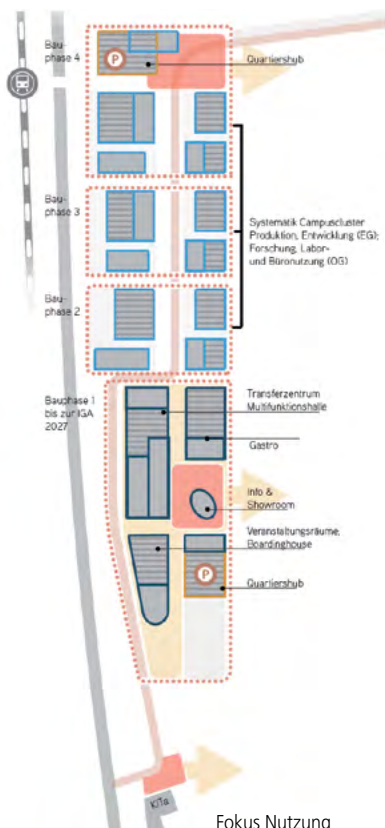 Bau-
phase 4
P
Quartiershub
Bau-
phase 3
Systematik Campuscluster
Produktion, Entwicklung (EG);
Forschung, Labor-
und Büronutzung (OG)
Bau-
phase 2
Bauphase 1
bis zur IGA
2027
Transferzentrum
Multifunktionshalle
Gastro
Info &
Showroom
Veranstaltungsräume,
Boardinghouse
P
Quartiershub
KiTa
Fokus Nutzung